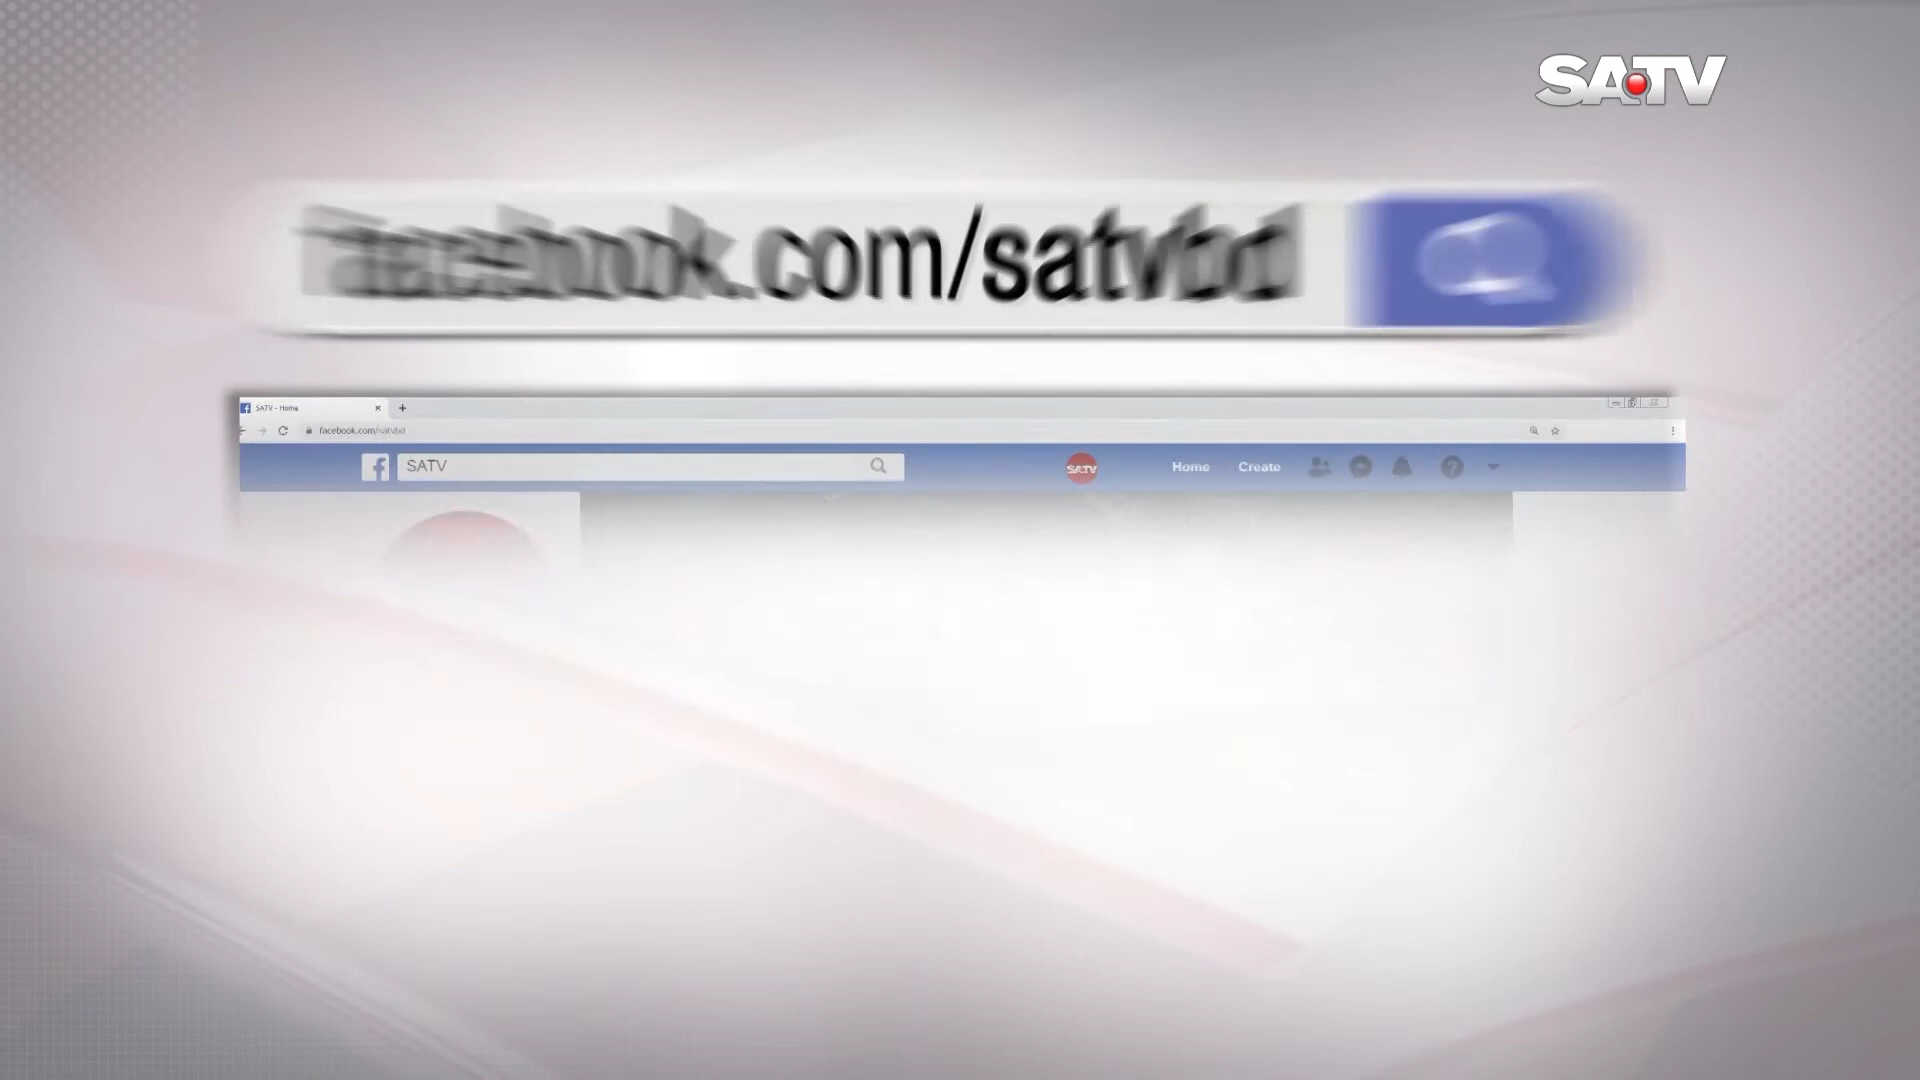 SATV
facebook.com/satvbd
SATV - Home
facebook.com/satvbd
SATV
SATV
Home
Create